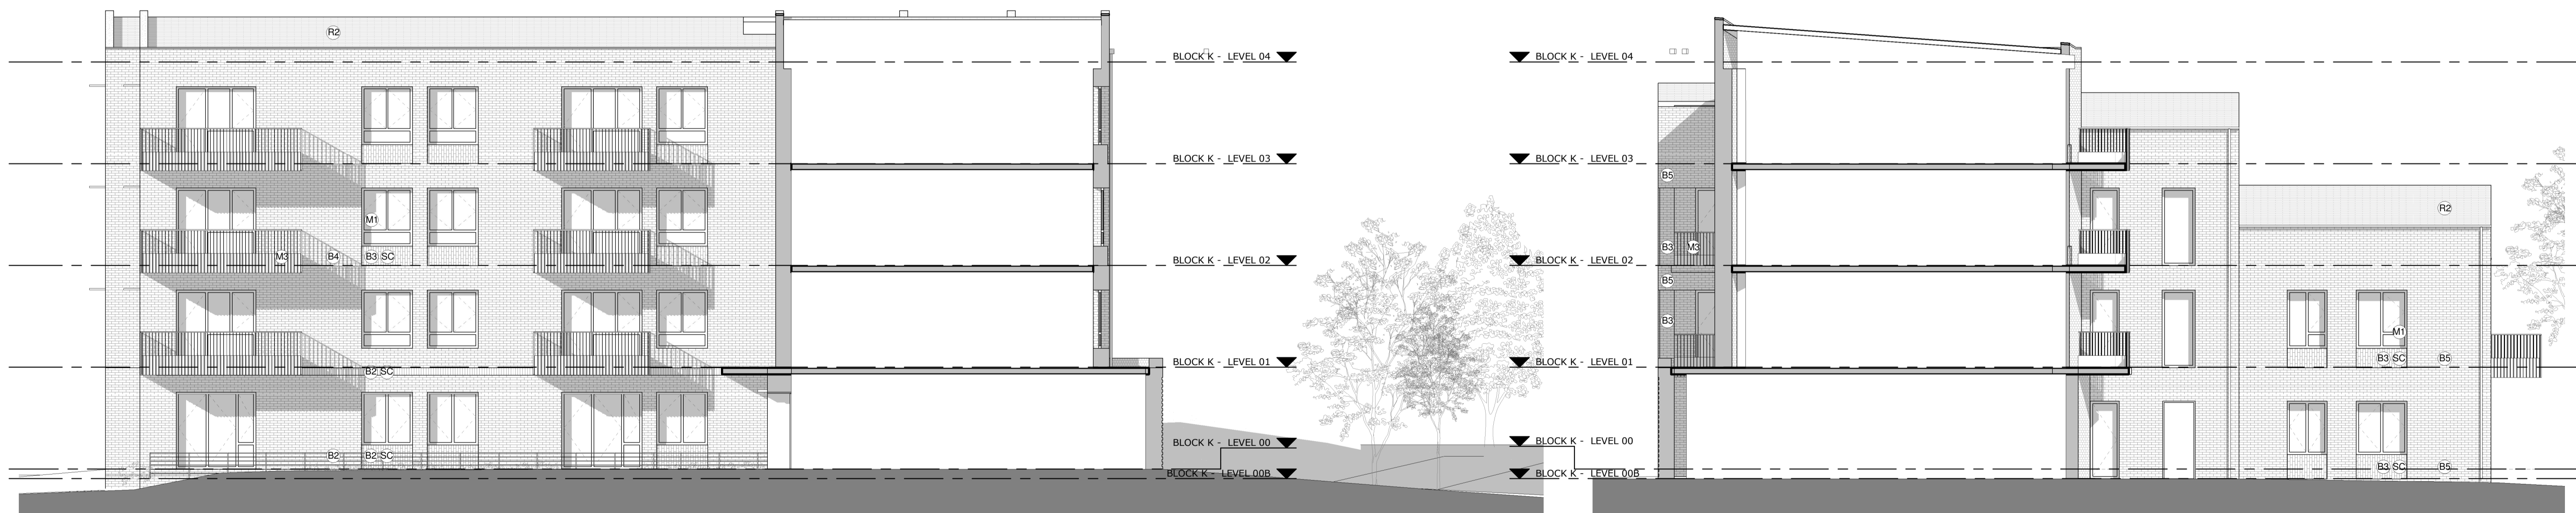 R2
BLOCK K - LEVEL 04
BLOCK K - LEVEL 04
BLOCK K - LEVEL 03
BLOCK K - LEVEL 03
B5
M1
R2
M3
B4
B3 SC
BLOCK K - LEVEL 02
BLOCK K - LEVEL 02
B3
M3
B5
B3
M1
B2 SC
BLOCK K - LEVEL 01
BLOCK K - LEVEL 01
B3 SC
B5
B2
B2 SC
BLOCK K - LEVEL 00
BLOCK K - LEVEL 00
BLOCK K - LEVEL 00B
BLOCK K - LEVEL 00B
B3 SC
B5